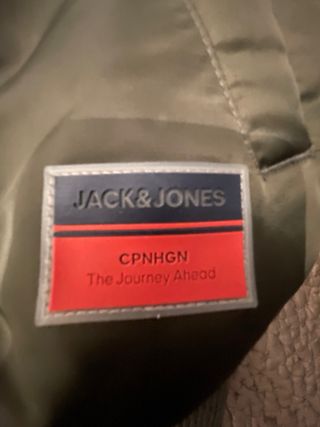 JACK&JONES
CPNHGN
The Journey Ahead